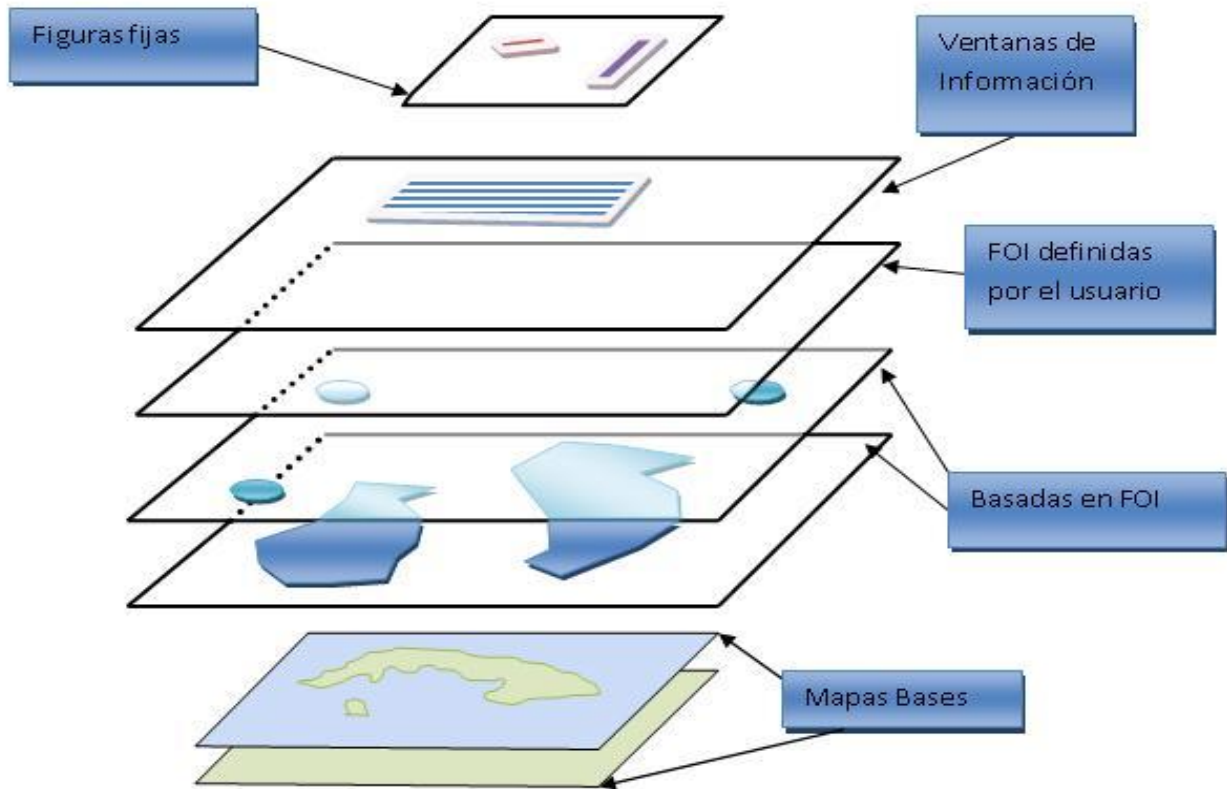 Figuras fijas
Ventanas de
Información
FOI definidas
por el usuario
Basadas en FOI
Mapas Bases